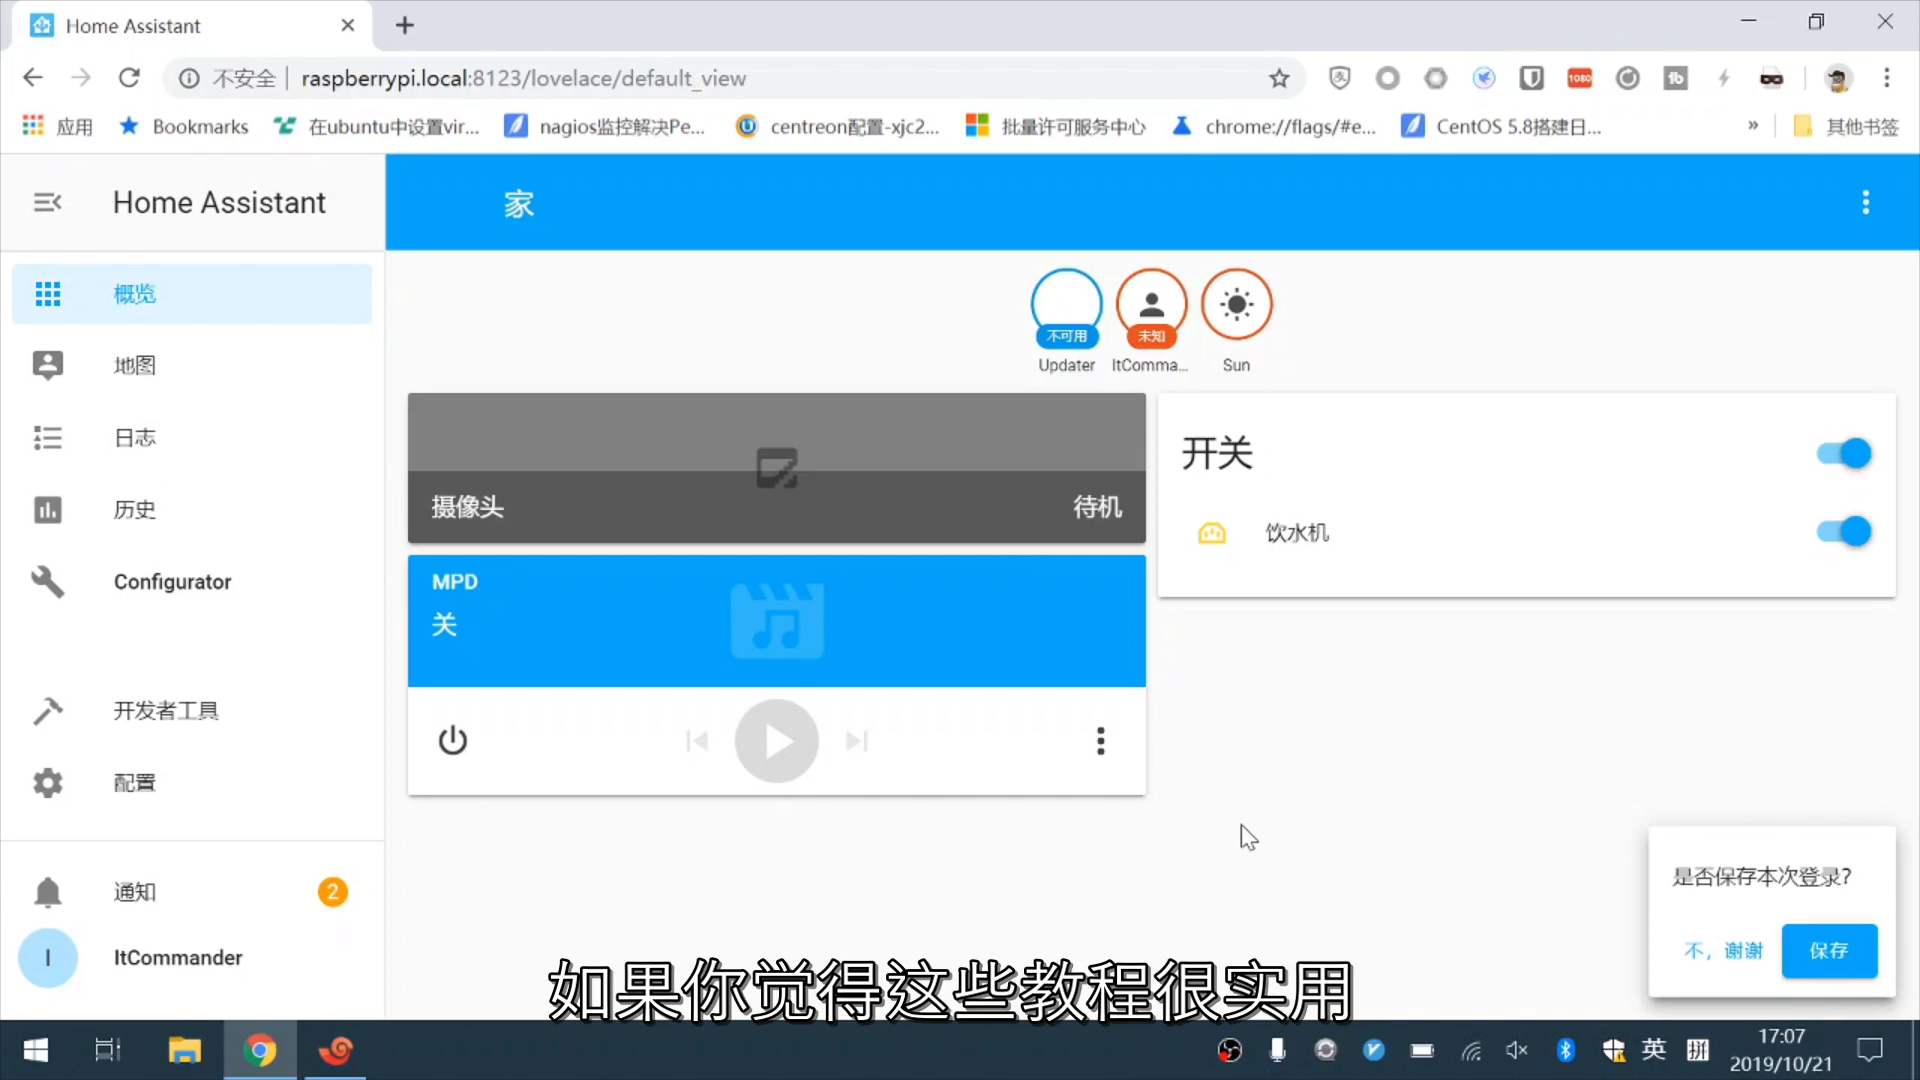 Home Assistant
不安全 raspberrypi.local:8123/lovelace/default_view
1080
应用 Bookmarks 在ubuntu中设置vir... nagios监控解决Pe... centreon配置-xjc2... 批量许可服务中心 chrome://flags/#e... CentOS 5.8搭建日... » 其他书签
Home Assistant
家
概览
地图
日志
历史
Configurator
开发者工具
配置
通知 2
I ItCommander
不可用
未知
Updater ItComma... Sun
摄像头 待机
MPD
关
开关
饮水机
是否保存本次登录?
不，谢谢 保存
如果你觉得这些教程很实用
英 拼
17:07
2019/10/21